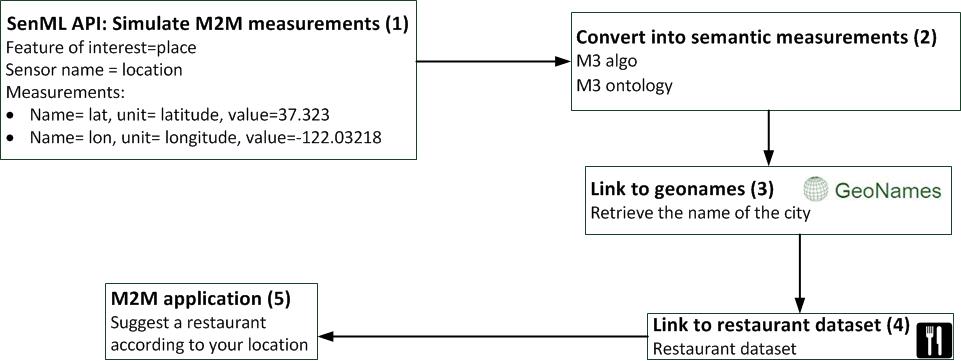 SenML API: Simulate M2M measurements (1)
Feature of interest=place
Sensor name = location
Measurements:
• Name= lat, unit= latitude, value=37.323
• Name= lon, unit= longitude, value=-122.03218
Convert into semantic measurements (2)
M3 algo
M3 ontology
Link to geonames (3)
GeoNames
Retrieve the name of the city
Link to restaurant dataset (4)
Restaurant dataset
M2M application (5)
Suggest a restaurant
according to your location